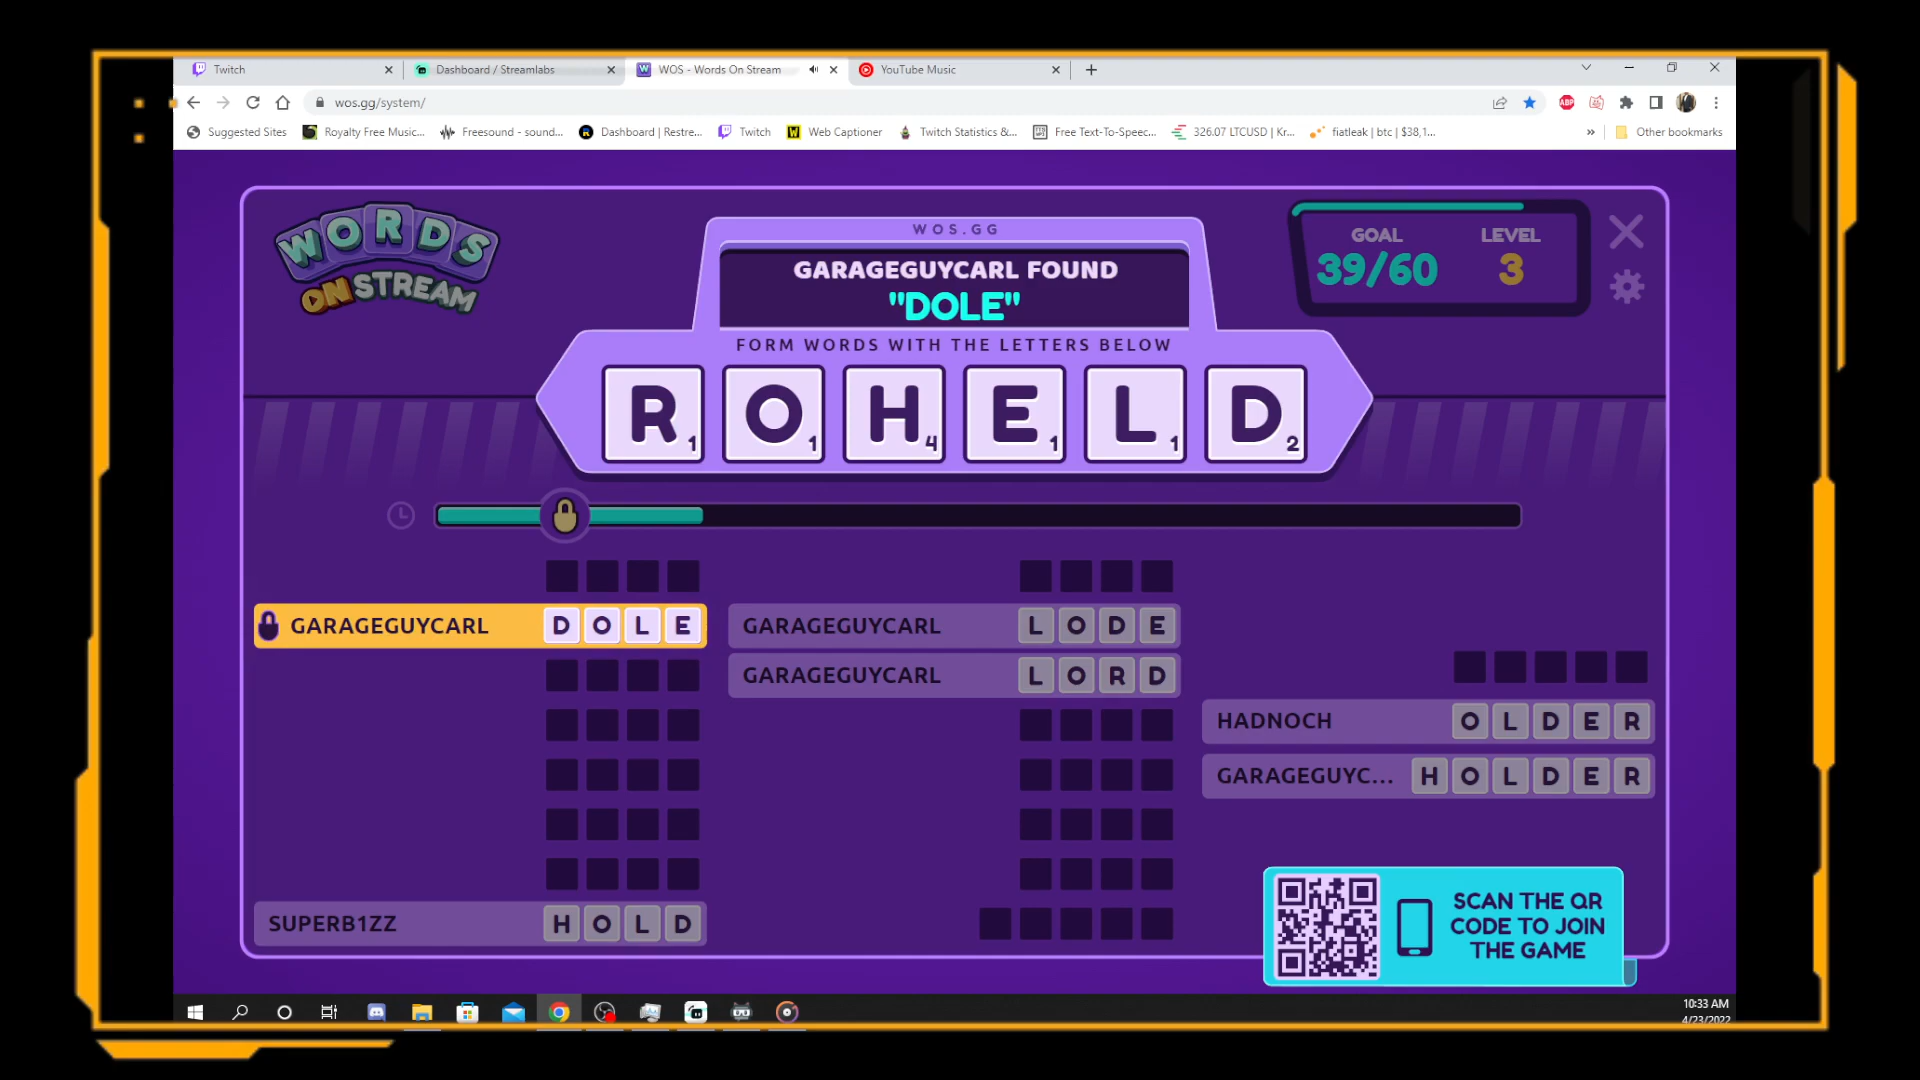 Twitch
Dashboard / Streamlabs
WOS - Words On Stream
YouTube Music
wos.gg/system/
ABP
Suggested Sites
Royalty Free Music...
Freesound - sound...
Dashboard | Restre...
Twitch
Web Captioner
Twitch Statistics &...
Free Text-To-Speec...
326.07 LTCUSD | Kr...
fiatleak | btc | $38,1...
»
Other bookmarks
WORDS
ON STREAM
WOS.GG
GARAGEGUYCARL FOUND
"DOLE"
GOAL
39/60
LEVEL
3
FORM WORDS WITH THE LETTERS BELOW
R1 O1 H4 E1 L1 D2
GARAGEGUYCARL DOLE
SUPERB1ZZ HOLD
GARAGEGUYCARL LODE
GARAGEGUYCARL LORD
HADNOCH OLDER
GARAGEGUYC... HOLDER
SCAN THE QR
CODE TO JOIN
THE GAME
10:33 AM
4/23/2022